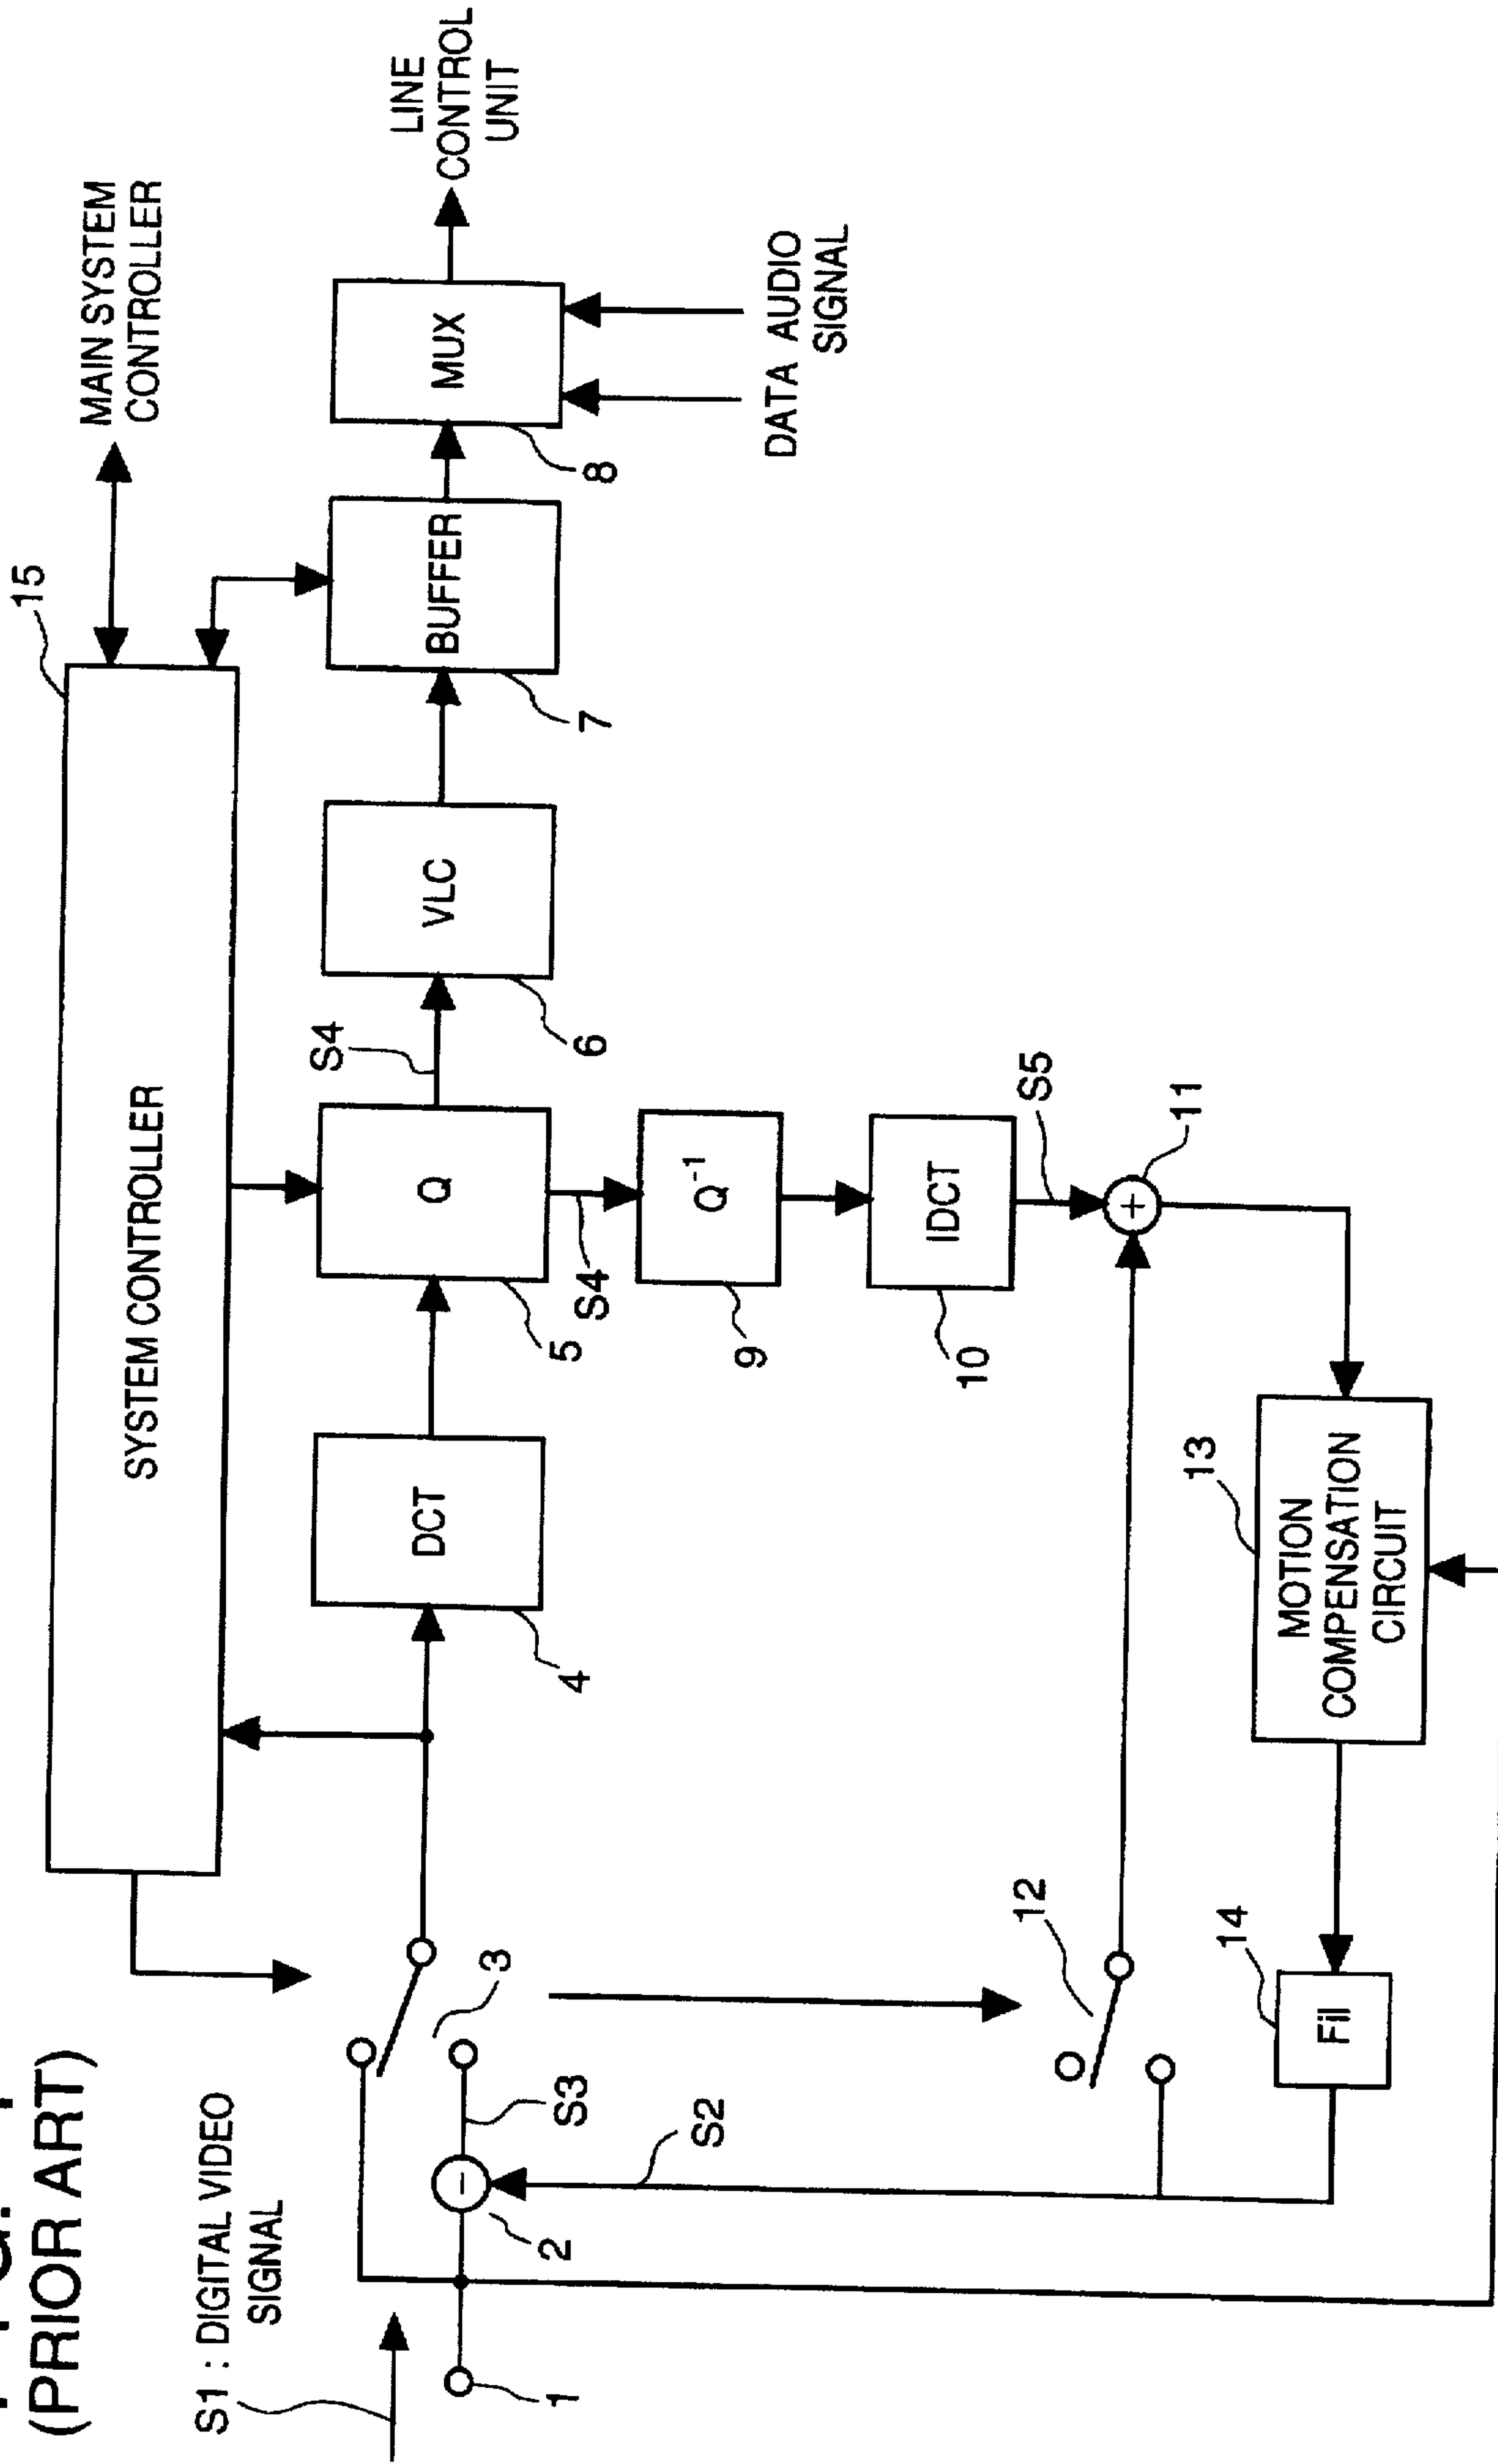 (PRIOR ART)
S1 : DIGITAL VIDEO
SIGNAL
1
2
S3
3
S2
15
SYSTEM CONTROLLER
MAIN SYSTEM
CONTROLLER
DCT
4
Q
5
S4
S4
VLC
6
BUFFER
7
MUX
8
LINE
CONTROL
UNIT
DATA AUDIO
SIGNAL
Q-1
9
IDCT
10
S5
+
11
12
MOTION
COMPENSATION
CIRCUIT
13
Fil
14